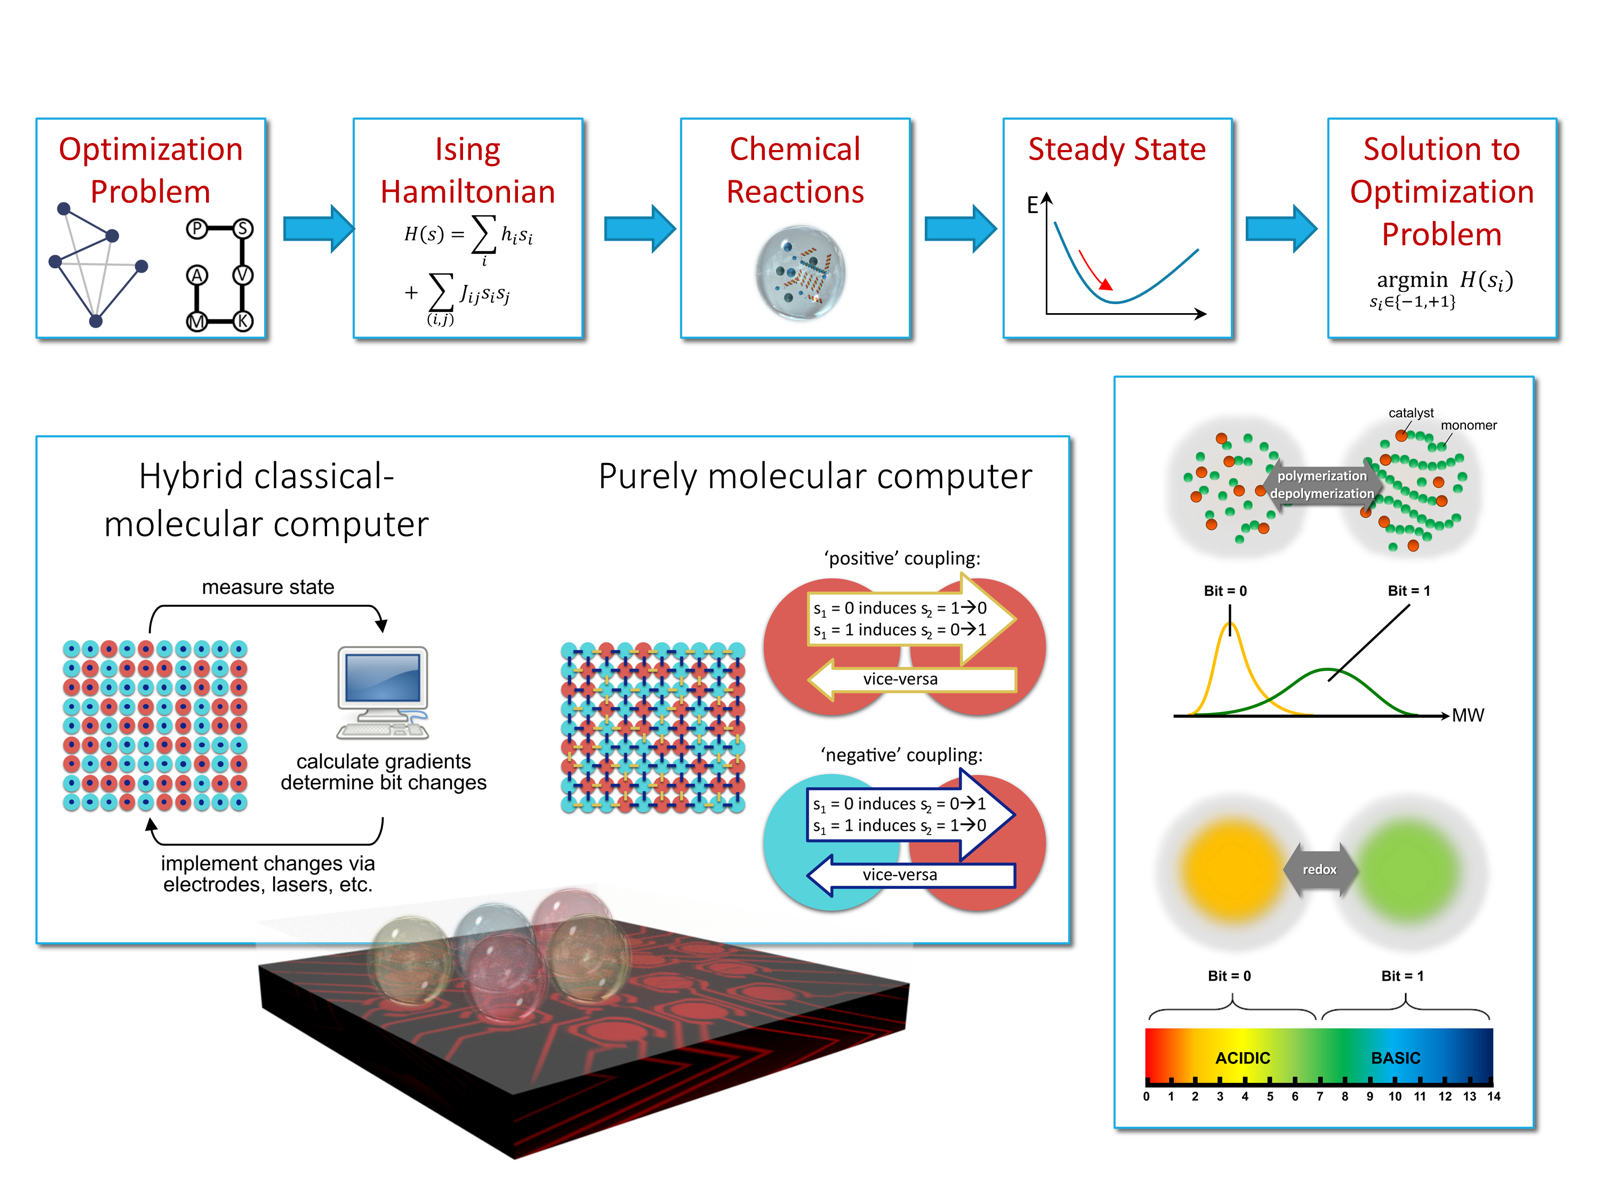 Optimization
Problem
P
S
A
V
M
K
Ising
Hamiltonian
H(s) = ∑ h_i s_i
i
+ ∑ J_ij s_i s_j
(i,j)
Chemical
Reactions
Steady State
E
Solution to
Optimization
Problem
argmin H(s_i)
s_i∈{−1,+1}
Hybrid classical-
molecular computer
measure state
calculate gradients
determine bit changes
implement changes via
electrodes, lasers, etc.
Purely molecular computer
‘positive’ coupling:
s₁ = 0 induces s₂ = 1→0
s₁ = 1 induces s₂ = 0→1
vice-versa
‘negative’ coupling:
s₁ = 0 induces s₂ = 0→1
s₁ = 1 induces s₂ = 1→0
vice-versa
catalyst
monomer
polymerization
depolymerization
Bit = 0
Bit = 1
MW
redox
Bit = 0
Bit = 1
ACIDIC
BASIC
0 1 2 3 4 5 6 7 8 9 10 11 12 13 14